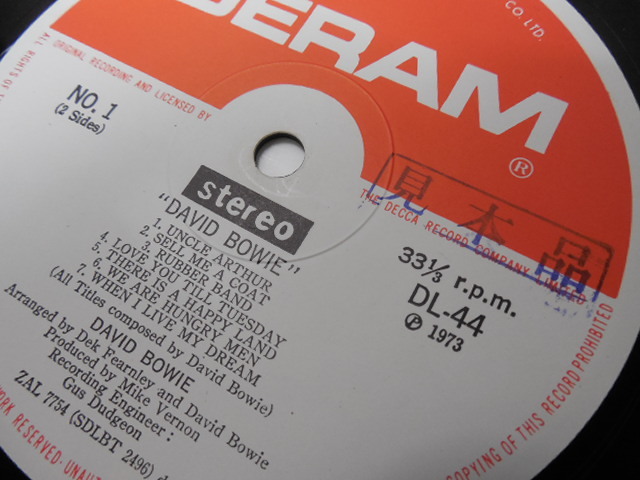 DERAM
®
CO. LTD.
ORIGINAL RECORDING AND LICENSED BY
THE DECCA RECORD COMPANY LIMITED
ALL RIGHTS OF
NO. 1
(2 Sides)
stereo
見本品
33⅓ r.p.m.
DL-44
Ⓟ 1973
"DAVID BOWIE"
1. UNCLE ARTHUR
2. SELL ME A COAT
3. RUBBER BAND
4. LOVE YOU TILL TUESDAY
5. THERE IS A HAPPY LAND
6. WE ARE HUNGRY MEN
7. WHEN I LIVE MY DREAM
(All Titles composed by David Bowie)
DAVID BOWIE
Arranged by Dek Fearnley and David Bowie
Produced by Mike Vernon
Recording Engineer:
Gus Dudgeon
ZAL 7754 (SDLBT 2496)
WORK RESERVED. UNAU
COPYING OF THIS RECORD PROHIBITED